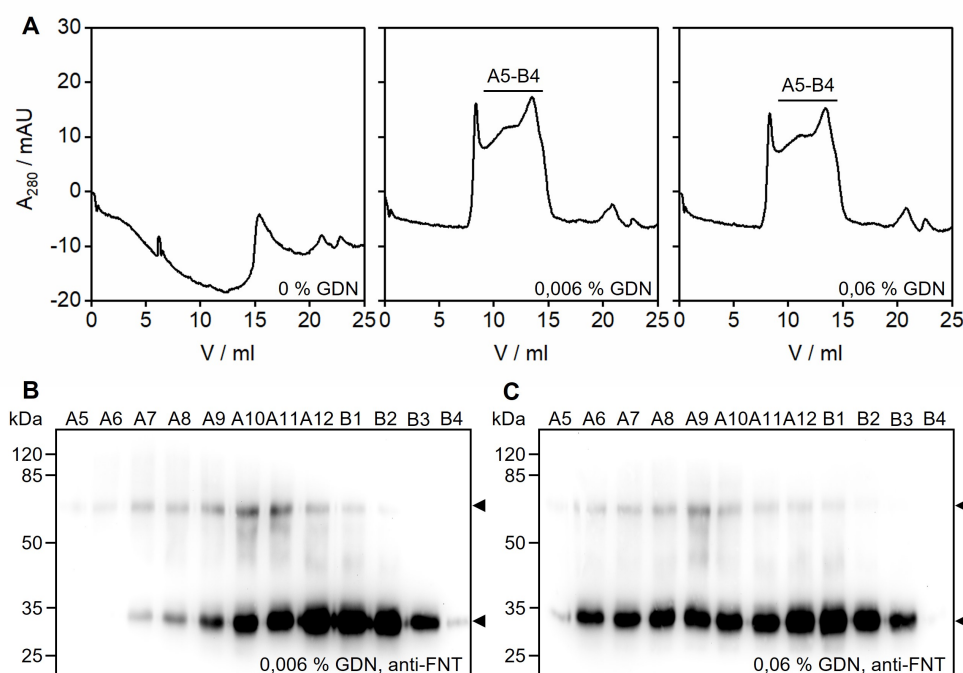 A
30
20
10
0
-10
-20
A280 / mAU
0 5 10 15 20 25
V / ml
0 % GDN
A5-B4
0 5 10 15 20 25
V / ml
0,006 % GDN
A5-B4
0 5 10 15 20 25
V / ml
0,06 % GDN
B
kDa A5 A6 A7 A8 A9 A10 A11 A12 B1 B2 B3 B4
120
85
50
35
25
0,006 % GDN, anti-FNT
C
kDa A5 A6 A7 A8 A9 A10 A11 A12 B1 B2 B3 B4
120
85
50
35
25
0,06 % GDN, anti-FNT